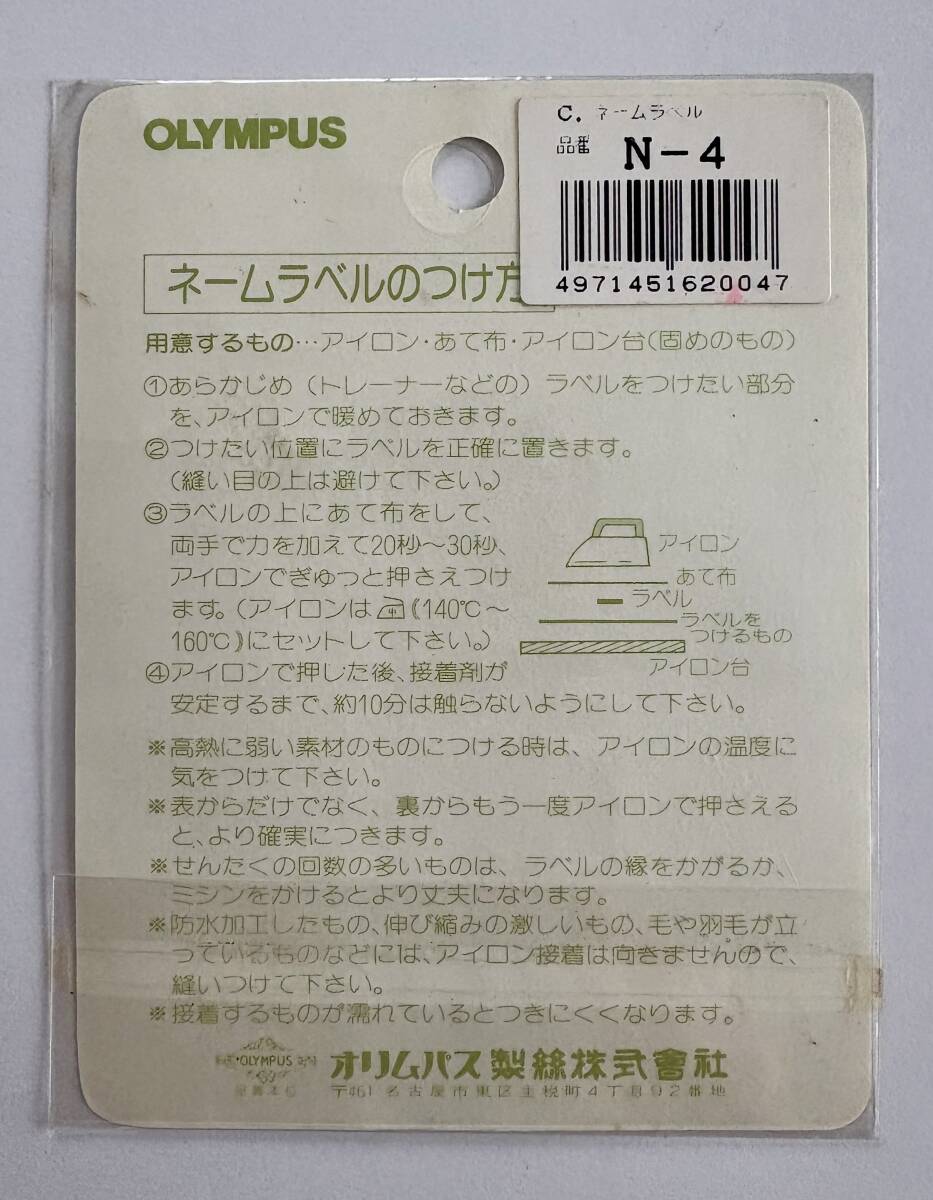 OLYMPUS
C. ネームラベル
品番 N-4
4971451620047
ネームラベルのつけ方
用意するもの…アイロン・あて布・アイロン台(固めのもの)
①あらかじめ(トレーナーなどの)ラベルをつけたい部分
を、アイロンで暖めておきます。
②つけたい位置にラベルを正確に置きます。
(縫い目の上は避けて下さい。)
③ラベルの上にあて布をして、
両手で力を加えて20秒〜30秒、
アイロンでぎゅっと押さえつけ
ます。(アイロンは中《140℃〜
160℃》にセットして下さい。)
アイロン
あて布
ラベル
ラベルを
つけるもの
アイロン台
④アイロンで押した後、接着剤が
安定するまで、約10分は触らないようにして下さい。
※高熱に弱い素材のものにつける時は、アイロンの温度に
気をつけて下さい。
※表からだけでなく、裏からもう一度アイロンで押さえる
と、より確実につきます。
※せんたくの回数の多いものは、ラベルの縁をかがるか、
ミシンをかけるとより丈夫になります。
※防水加工したもの、伸び縮みの激しいもの、毛や羽毛が立
っているものなどには、アイロン接着は向きませんので、
縫いつけて下さい。
※接着するものが濡れているとつきにくくなります。
OLYMPUS
オリムパス製絲株式會社
〒461 名古屋市東区主税町4丁目92番地